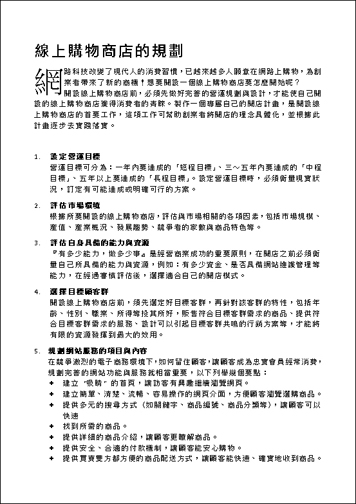 線上購物商店的規劃
網路科技改變了現代人的消費習慣，已越來越多人願意在網路上購物，為創
業者帶來了新的商機！想要開設一個線上購物商店要怎麼開始呢？
開設線上購物商店前，必須先做好完善的營運規劃與設計，才能使自己開
設的線上購物商店獲得消費者的青睞。製作一個專屬自己的開店計畫，是開設線
上購物商店的首要工作，這項工作可幫助創業者將開店的理念具體化，並根據此
計畫逐步去實踐落實。
1. 設定營運目標
營運目標可分為：一年內要達成的「短程目標」、三～五年內要達成的「中程
目標」、五年以上要達成的「長程目標」。設定營運目標時，必須衡量現實狀
況，訂定有可能達成或明確可行的方案。
2. 評估市場環境
根據所要開設的線上購物商店，評估與市場相關的各項因素，包括市場規模、
產值、產業概況、發展趨勢、競爭者的家數與商品特色等。
3. 評估自身具備的能力與資源
『有多少能力，做多少事』是經營商業成功的重要原則，在開店之前必須衡
量自己所具備的能力與資源，例如：有多少資金、是否具備網站維護管理等
能力，在經過審慎評估後，選擇適合自己的開店模式。
4. 選擇目標顧客群
開設線上購物商店前，須先選定好目標客群，再針對該客群的特性，包括年
齡、性別、職業、所得等投其所好，販售符合目標客群需求的商品、提供符
合目標客群需求的服務、設計可以引起目標客群共鳴的行銷方案等，才能將
有限的資源發揮到最大的效用。
5. 規劃網站服務的項目與內容
在競爭激烈的電子商務環境下，如何留住顧客，讓顧客成為忠實會員經常消費，
規劃完善的網站功能與服務就相當重要，以下列舉幾個要點：
✦ 建立 “吸睛” 的首頁，讓訪客有興趣繼續瀏覽網頁。
✦ 建立簡單、清楚、流暢、容易操作的網頁介面，方便顧客瀏覽選購商品。
✦ 提供多元的搜尋方式（如關鍵字、商品編號、商品分類等），讓顧客可以
快速
✦ 找到所需的商品。
✦ 提供詳細的商品介紹，讓顧客更瞭解商品。
✦ 提供安全、合適的付款機制，讓顧客能安心購物。
✦ 提供買賣雙方都方便的商品配送方式，讓顧客能快速、確實地收到商品。